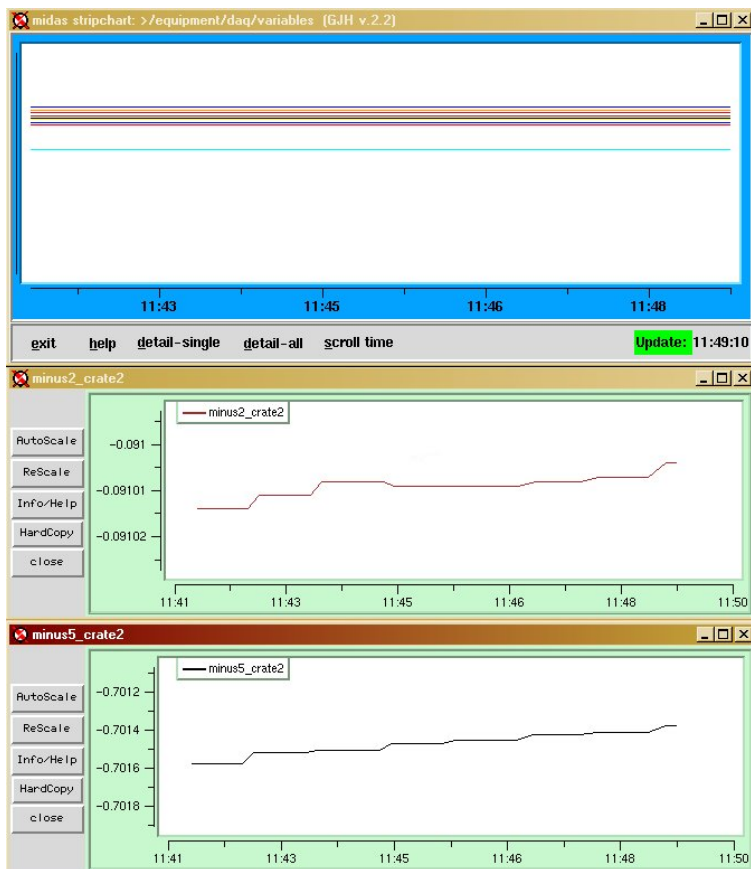 midas stripchart: >/equipment/daq/variables (GJH v.2.2)
11:43 11:45 11:46 11:48
exit help detail-single detail-all scroll time Update: 11:49:10
minus2_crate2
minus2_crate2
AutoScale
ReScale
Info/Help
HardCopy
close
-0.091
-0.09101
-0.09102
11:41 11:43 11:45 11:46 11:48 11:50
minus5_crate2
minus5_crate2
AutoScale
ReScale
Info/Help
HardCopy
close
-0.7012
-0.7014
-0.7016
-0.7018
11:41 11:43 11:45 11:46 11:48 11:50